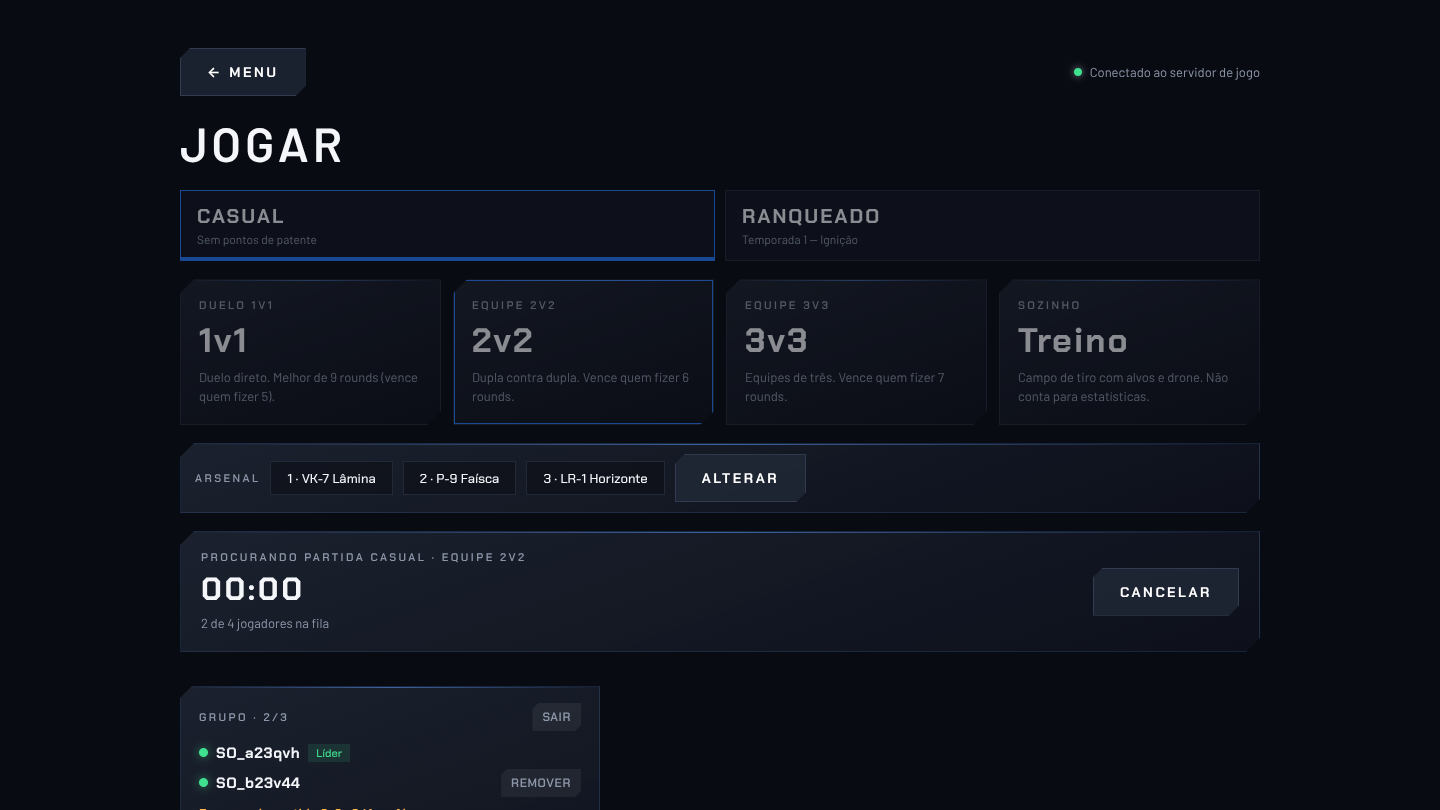 ← MENU
Conectado ao servidor de jogo
JOGAR
CASUAL
Sem pontos de patente
RANQUEADO
Temporada 1 — Ignição
DUELO 1V1
1v1
Duelo direto. Melhor de 9 rounds (vence
quem fizer 5).
EQUIPE 2V2
2v2
Dupla contra dupla. Vence quem fizer 6
rounds.
EQUIPE 3V3
3v3
Equipes de três. Vence quem fizer 7
rounds.
SOZINHO
Treino
Campo de tiro com alvos e drone. Não
conta para estatísticas.
ARSENAL
1 · VK-7 Lâmina
2 · P-9 Faísca
3 · LR-1 Horizonte
ALTERAR
PROCURANDO PARTIDA CASUAL · EQUIPE 2V2
00:00
2 de 4 jogadores na fila
CANCELAR
GRUPO · 2/3
SAIR
SO_a23qvh
Líder
SO_b23v44
REMOVER